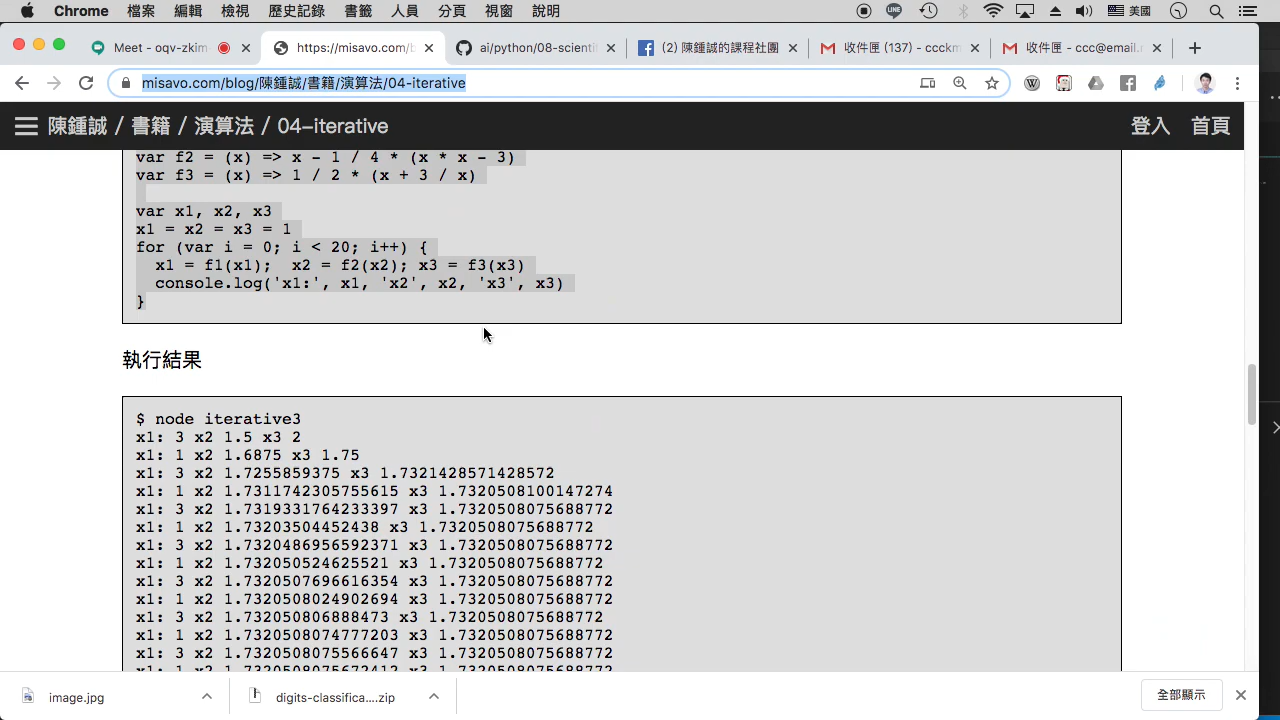 Chrome 檔案 編輯 檢視 歷史記錄 書籤 人員 分頁 視窗 說明 LINE 美國
Meet - oqv-zkim https://misavo.com/b ai/python/08-scienti (2) 陳鍾誠的課程社團 收件匣 (137) - ccckm 收件匣 - ccc@email.
misavo.com/blog/陳鍾誠/書籍/演算法/04-iterative
陳鍾誠 / 書籍 / 演算法 / 04-iterative 登入 首頁
var f2 = (x) => x - 1 / 4 * (x * x - 3)
var f3 = (x) => 1 / 2 * (x + 3 / x)
var x1, x2, x3
x1 = x2 = x3 = 1
for (var i = 0; i < 20; i++) {
x1 = f1(x1); x2 = f2(x2); x3 = f3(x3)
console.log('x1:', x1, 'x2', x2, 'x3', x3)
}
執行結果
$ node iterative3
x1: 3 x2 1.5 x3 2
x1: 1 x2 1.6875 x3 1.75
x1: 3 x2 1.7255859375 x3 1.7321428571428572
x1: 1 x2 1.7311742305755615 x3 1.7320508100147274
x1: 3 x2 1.7319331764233397 x3 1.7320508075688772
x1: 1 x2 1.73203504452438 x3 1.7320508075688772
x1: 3 x2 1.7320486956592371 x3 1.7320508075688772
x1: 1 x2 1.732050524625521 x3 1.7320508075688772
x1: 3 x2 1.7320507696616354 x3 1.7320508075688772
x1: 1 x2 1.7320508024902694 x3 1.7320508075688772
x1: 3 x2 1.732050806888473 x3 1.7320508075688772
x1: 1 x2 1.7320508074777203 x3 1.7320508075688772
x1: 3 x2 1.7320508075566647 x3 1.7320508075688772
x1: 1 x2 1.7320508075672412 x3 1.7320508075688772
image.jpg digits-classifica....zip 全部顯示